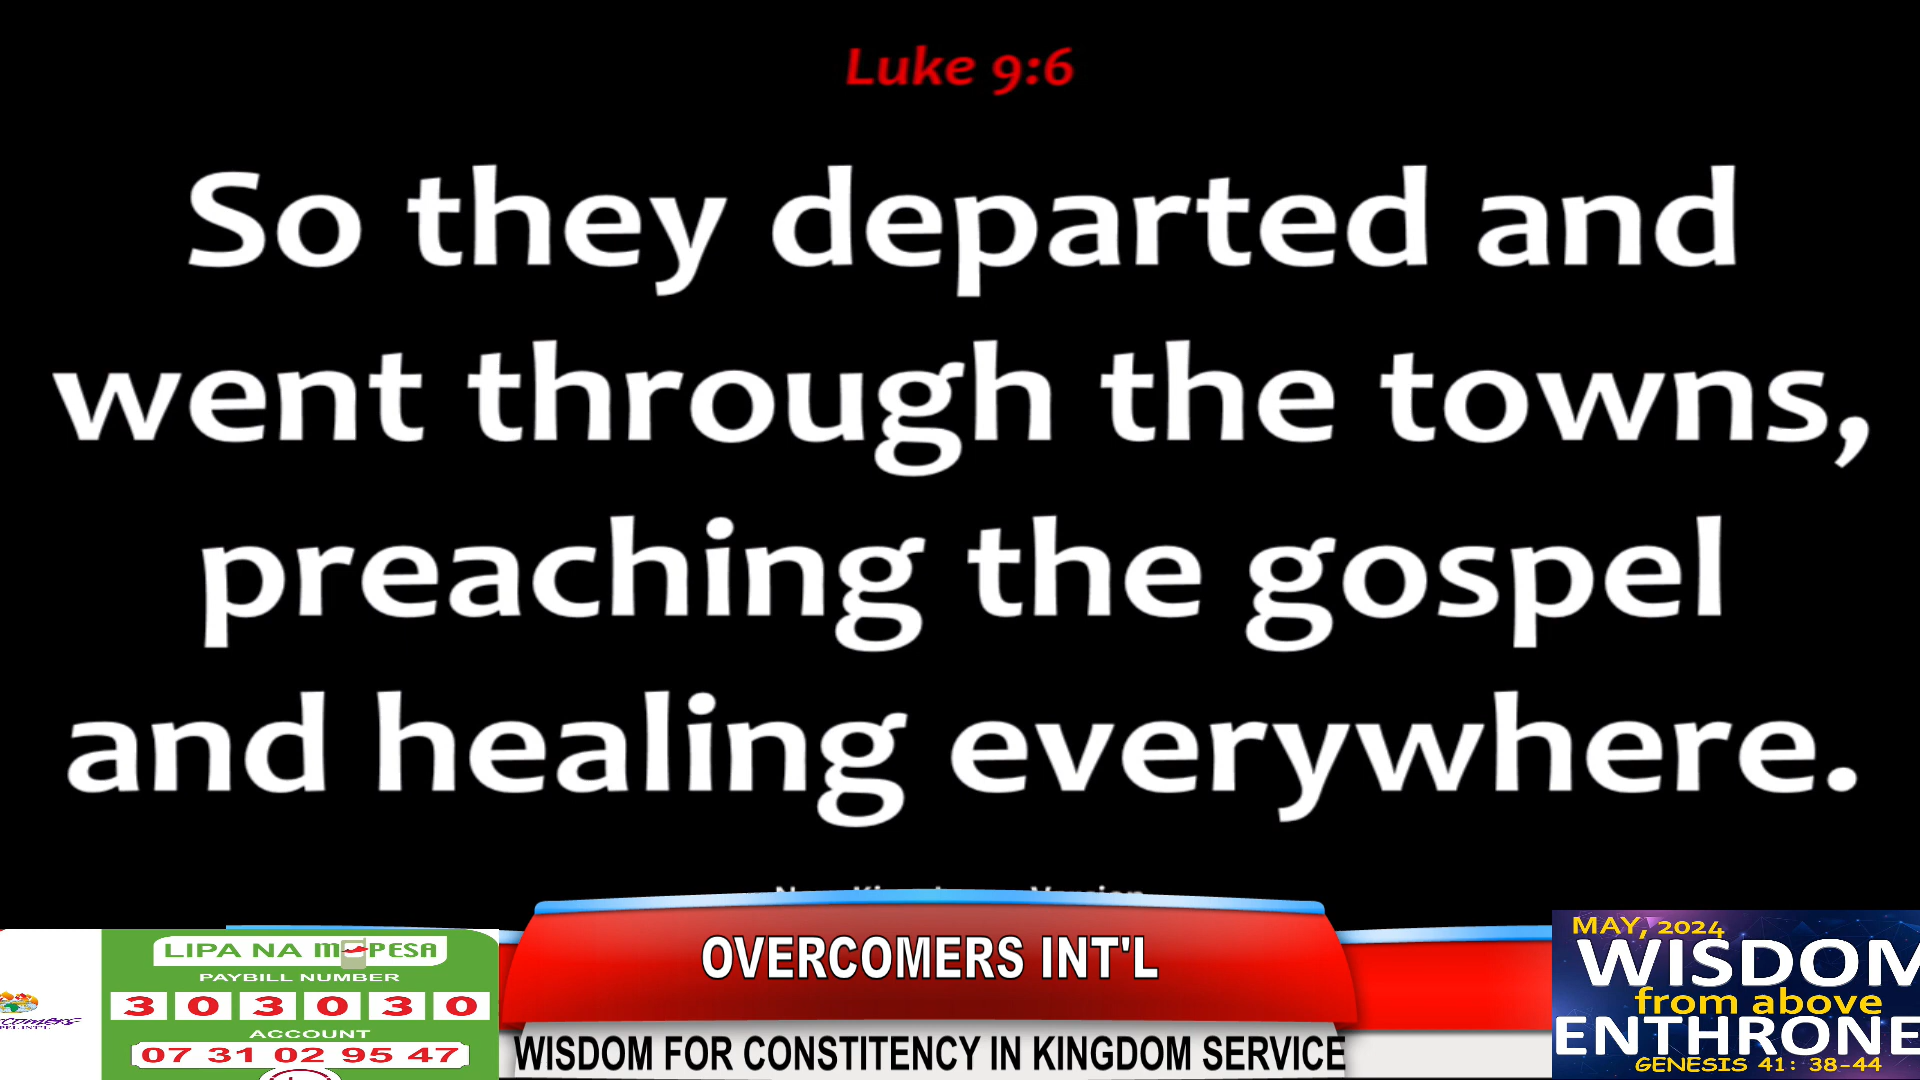 Luke 9:6
So they departed and
went through the towns,
preaching the gospel
and healing everywhere.
LIPA NA M-PESA
PAYBILL NUMBER
3 0 3 0 3 0
ACCOUNT
07 31 02 95 47
OVERCOMERS INT'L
WISDOM FOR CONSTITENCY IN KINGDOM SERVICE
MAY, 2024
WISDOM
from above
ENTHRONE
GENESIS 41: 38-44